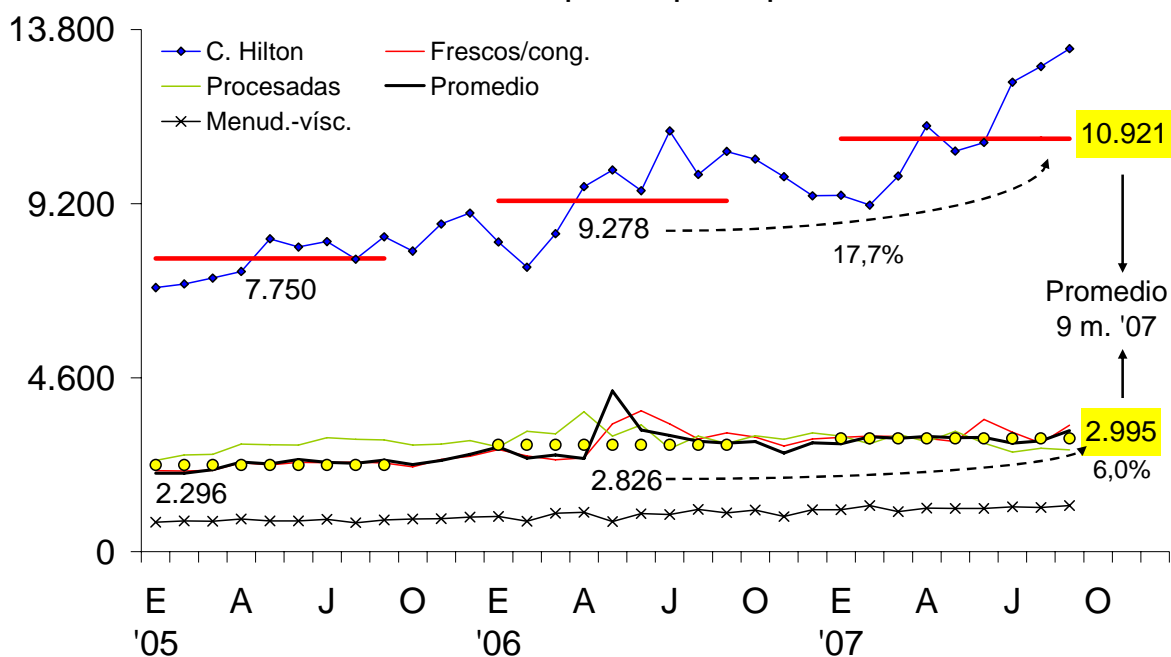 13.800
C. Hilton
Frescos/cong.
Procesadas
Promedio
Menud.-vísc.
10.921
9.200
9.278
17,7%
7.750
Promedio
9 m. '07
4.600
2.995
2.296
2.826
6,0%
0
E A J O E A J O E A J O
'05 '06 '07